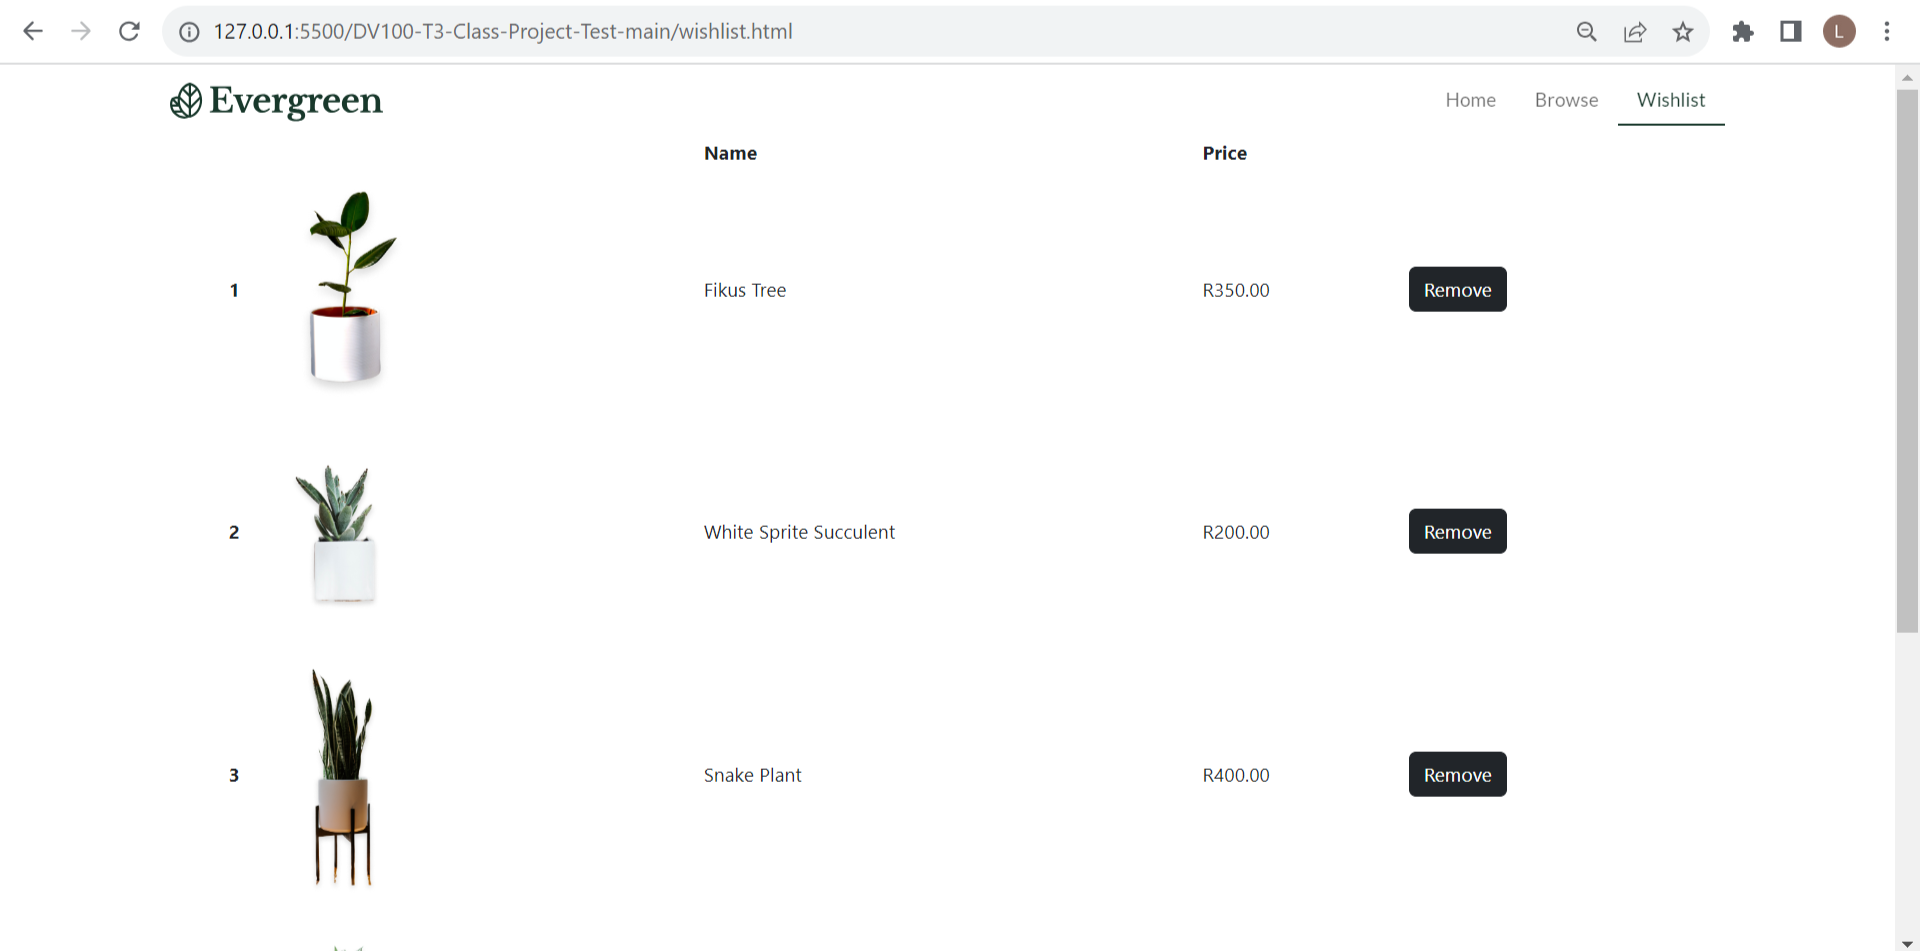 127.0.0.1:5500/DV100-T3-Class-Project-Test-main/wishlist.html
L
Evergreen
Home Browse Wishlist
Name Price
1 Fikus Tree R350.00 Remove
2 White Sprite Succulent R200.00 Remove
3 Snake Plant R400.00 Remove